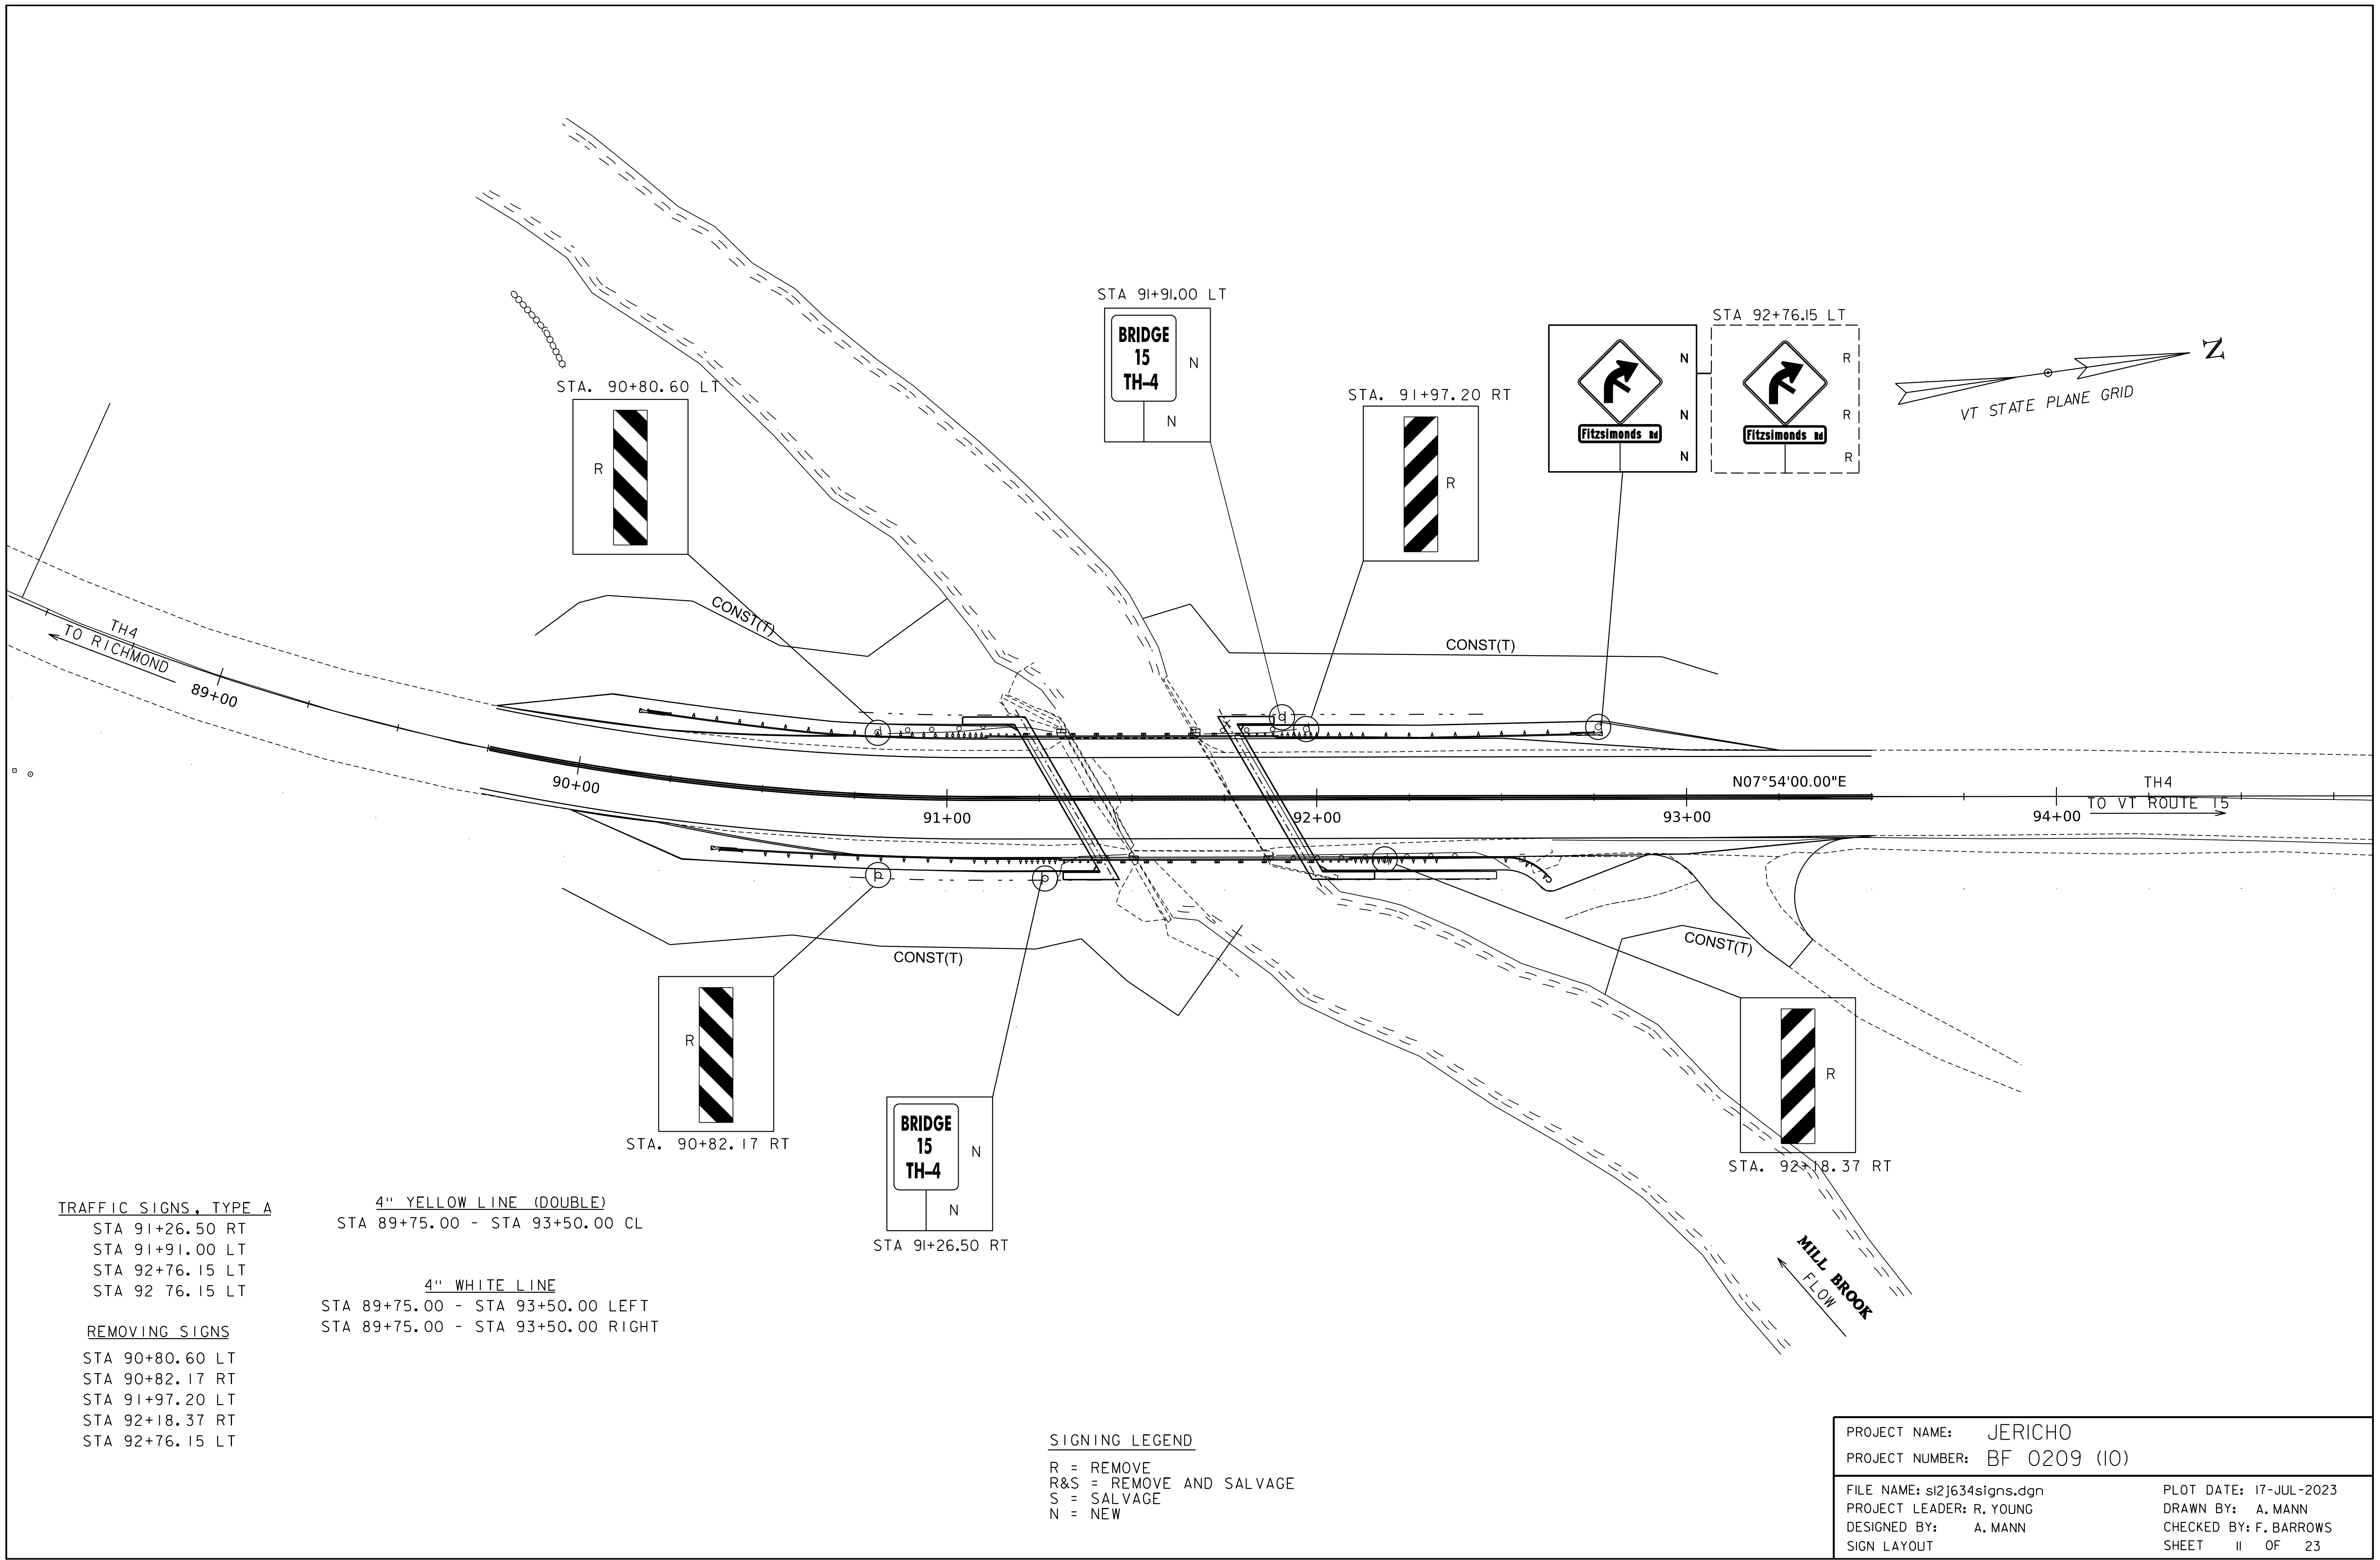 STA 91+91.00 LT
BRIDGE
15
TH-4
N
N
STA 92+76.15 LT
N
N
N
Fitzsimonds Rd
R
R
R
Fitzsimonds Rd
Z
VT STATE PLANE GRID
STA. 90+80.60 LT
R
STA. 91+97.20 RT
R
CONST(T)
CONST(T)
TH4
TO RICHMOND
89+00
90+00
91+00
92+00
93+00
94+00
N07°54'00.00"E
TH4
TO VT ROUTE 15
CONST(T)
CONST(T)
R
STA. 90+82.17 RT
BRIDGE
15
TH-4
N
N
STA 91+26.50 RT
R
STA. 92+18.37 RT
MILL BROOK
FLOW
TRAFFIC SIGNS, TYPE A
STA 91+26.50 RT
STA 91+91.00 LT
STA 92+76.15 LT
STA 92 76.15 LT
REMOVING SIGNS
STA 90+80.60 LT
STA 90+82.17 RT
STA 91+97.20 LT
STA 92+18.37 RT
STA 92+76.15 LT
4" YELLOW LINE (DOUBLE)
STA 89+75.00 - STA 93+50.00 CL
4" WHITE LINE
STA 89+75.00 - STA 93+50.00 LEFT
STA 89+75.00 - STA 93+50.00 RIGHT
SIGNING LEGEND
R = REMOVE
R&S = REMOVE AND SALVAGE
S = SALVAGE
N = NEW
PROJECT NAME: JERICHO
PROJECT NUMBER: BF 0209 (10)
FILE NAME: s12j634signs.dgn PLOT DATE: 17-JUL-2023
PROJECT LEADER: R. YOUNG DRAWN BY: A. MANN
DESIGNED BY: A. MANN CHECKED BY: F. BARROWS
SIGN LAYOUT SHEET 11 OF 23